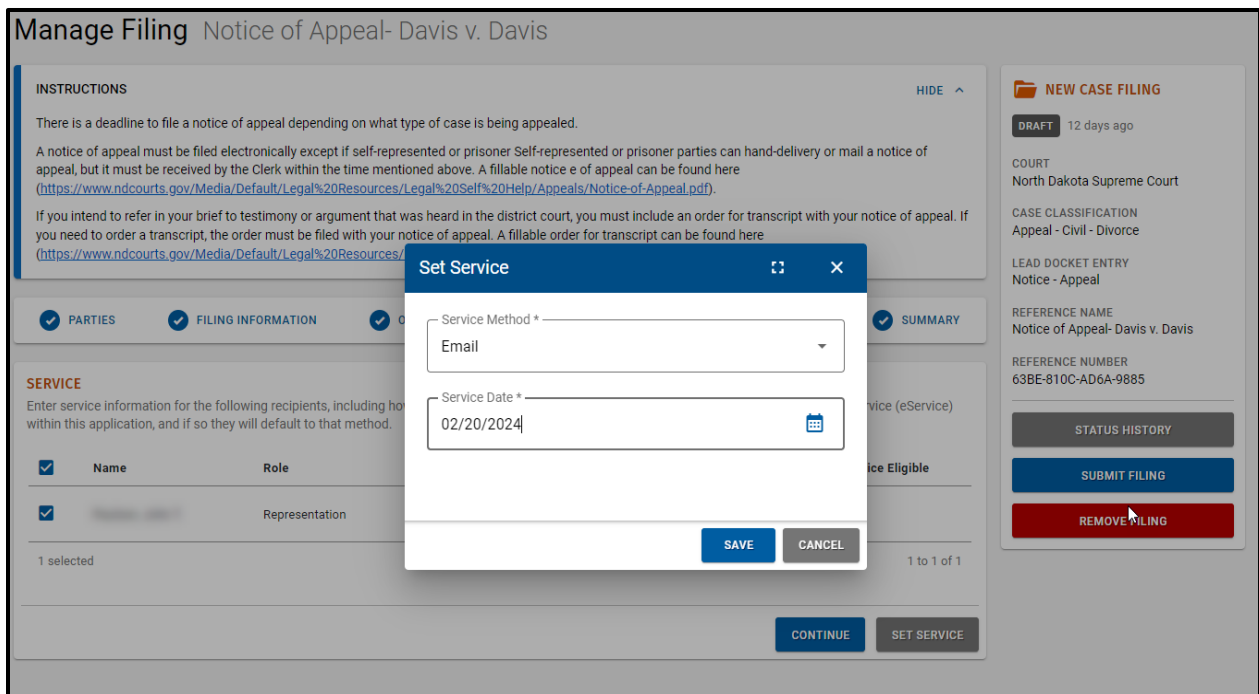 Manage Filing Notice of Appeal- Davis v. Davis
INSTRUCTIONS
HIDE
There is a deadline to file a notice of appeal depending on what type of case is being appealed.
A notice of appeal must be filed electronically except if self-represented or prisoner Self-represented or prisoner parties can hand-delivery or mail a notice of
appeal, but it must be received by the Clerk within the time mentioned above. A fillable notice e of appeal can be found here
(https://www.ndcourts.gov/Media/Default/Legal%20Resources/Legal%20Self%20Help/Appeals/Notice-of-Appeal.pdf).
If you intend to refer in your brief to testimony or argument that was heard in the district court, you must include an order for transcript with your notice of appeal. If
you need to order a transcript, the order must be filed with your notice of appeal. A fillable order for transcript can be found here
(https://www.ndcourts.gov/Media/Default/Legal%20Resources/
PARTIES
FILING INFORMATION
SUMMARY
SERVICE
Enter service information for the following recipients, including
within this application, and if so they will default to that method.
(eService)
Name Role Eligible
Representation
1 selected
1 to 1 of 1
CONTINUE
SET SERVICE
Set Service
Service Method *
Email
Service Date *
02/20/2024
SAVE
CANCEL
NEW CASE FILING
DRAFT 12 days ago
COURT
North Dakota Supreme Court
CASE CLASSIFICATION
Appeal - Civil - Divorce
LEAD DOCKET ENTRY
Notice - Appeal
REFERENCE NAME
Notice of Appeal- Davis v. Davis
REFERENCE NUMBER
63BE-810C-AD6A-9885
STATUS HISTORY
SUBMIT FILING
REMOVE FILING